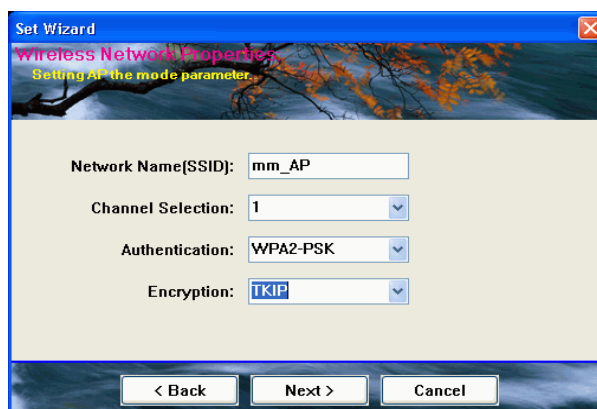 Set Wizard
Wireless Network Properties
Setting AP the mode parameter.
Network Name(SSID): mm_AP
Channel Selection: 1
Authentication: WPA2-PSK
Encryption: TKIP
< Back Next > Cancel